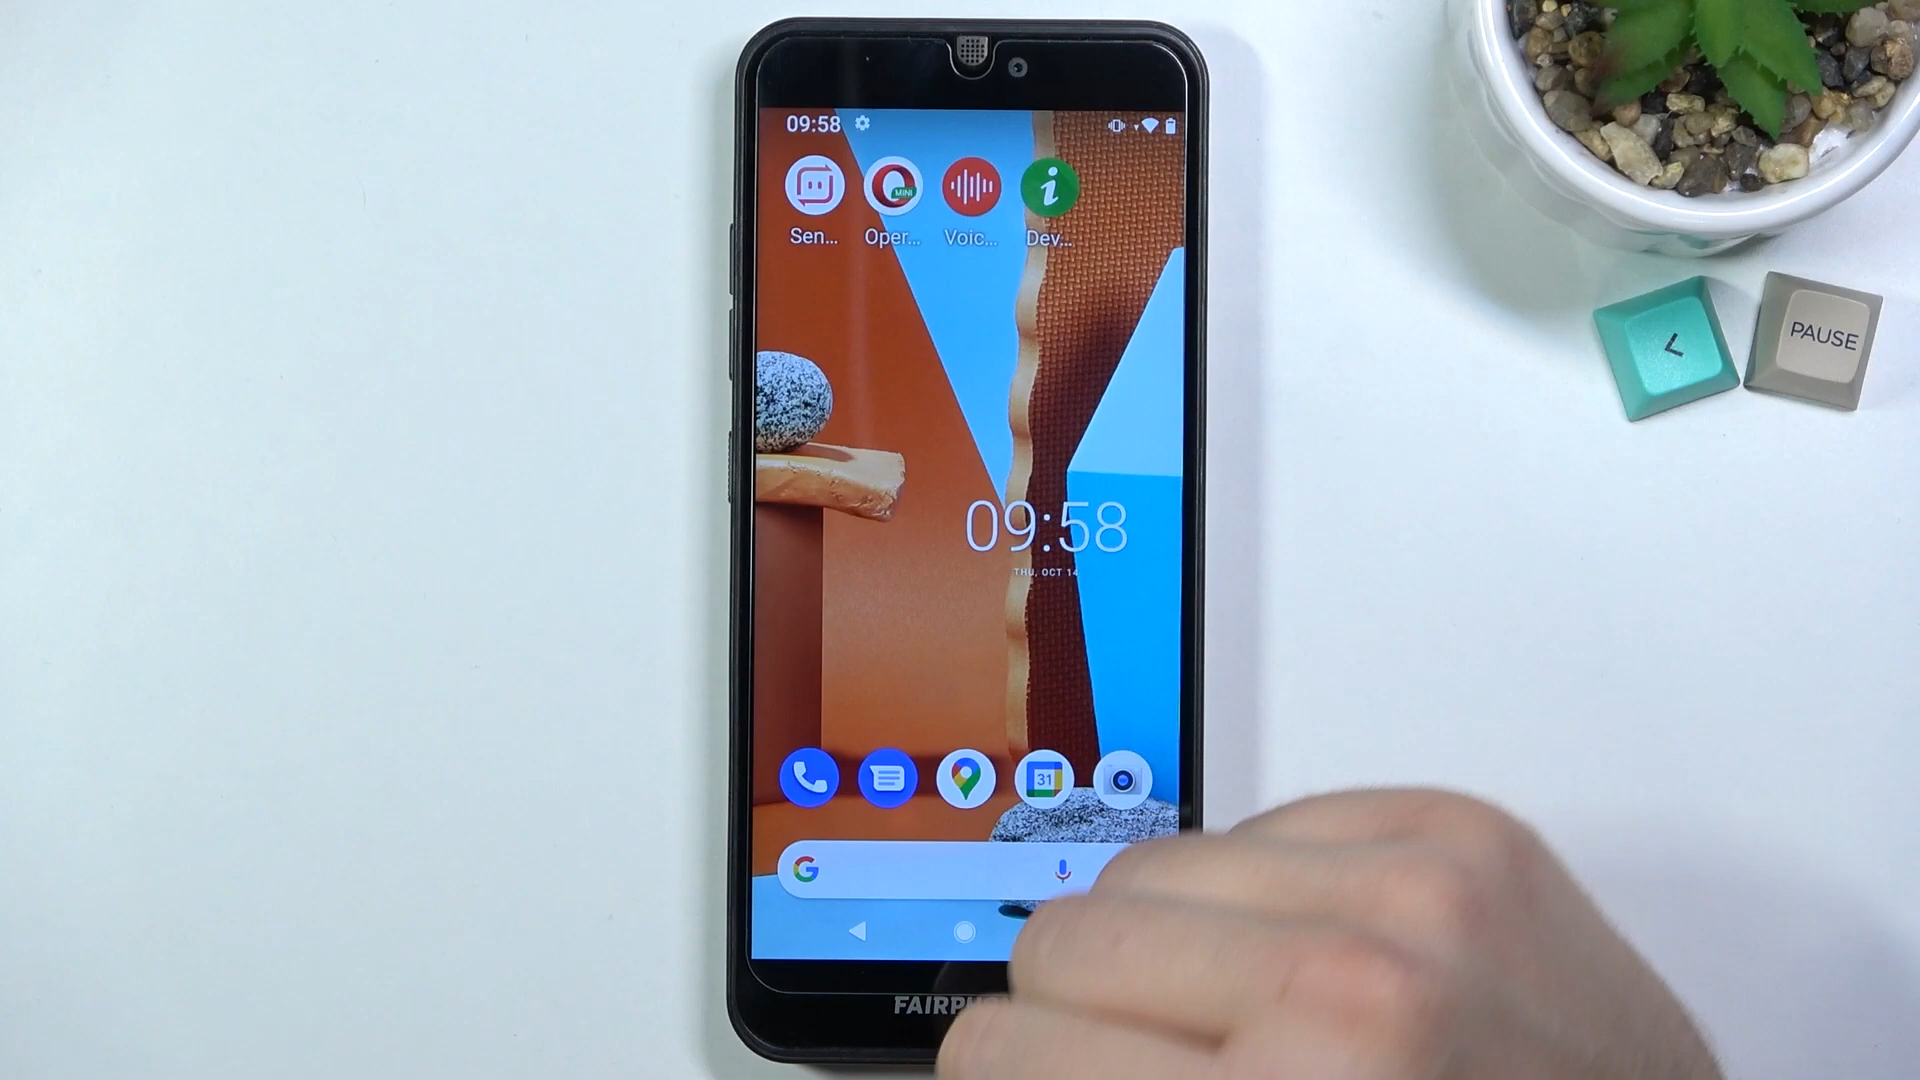 09:58
Sen...
Oper...
MINI
Voic...
i
Dev...
09:58
THU, OCT 14
31
G
<
PAUSE